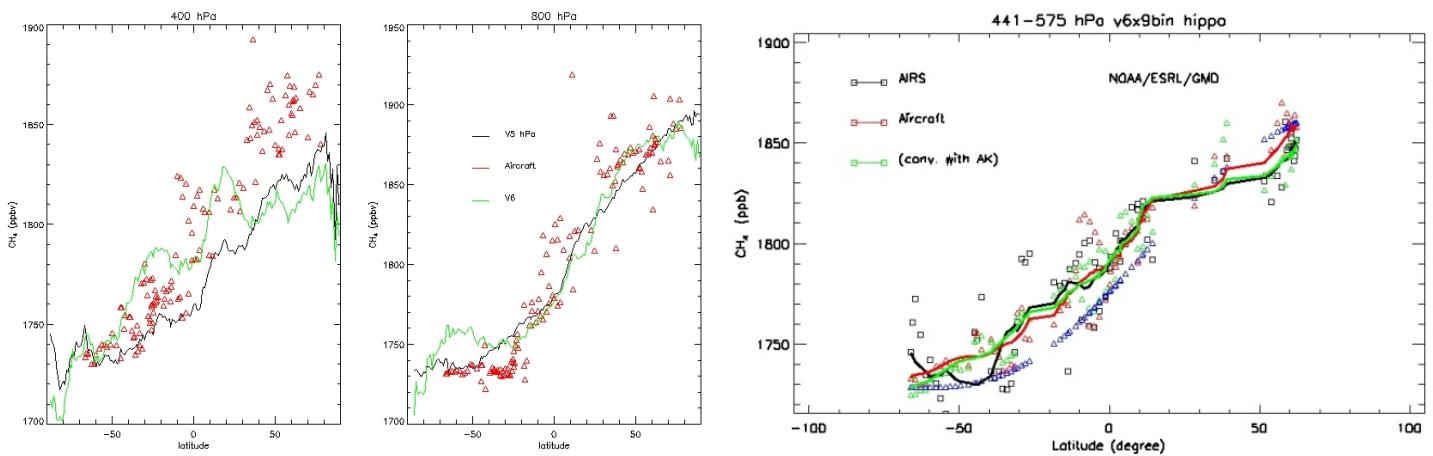 400 hPa
1900
1850
1800
1750
1700
CH₄ (ppbv)
-50 0 50
latitude
800 hPa
1950
1900
1850
1800
1750
1700
CH₄ (ppbv)
V5 hPa
Aircraft
V6
-50 0 50
latitude
441-575 hPa v6x9bin hippa
1900
1850
1800
1750
CH₄ (ppb)
AIRS
NOAA/ESRL/GMD
Aircraft
(conv. with AK)
-100 -50 0 50 100
Latitude (degree)